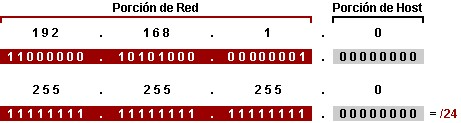 Porción de Red Porción de Host
192 . 168 . 1 . 0
11000000 . 10101000 . 00000001 . 00000000
255 . 255 . 255 . 0
11111111 . 11111111 . 11111111 . 00000000 = /24